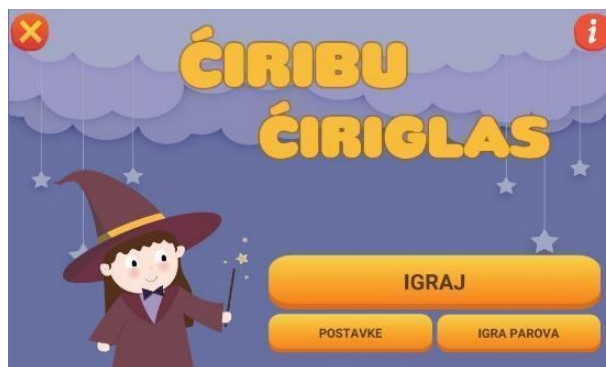 i
ĆIRIBU
ĆIRIGLAS
IGRAJ
POSTAVKE
IGRA PAROVA